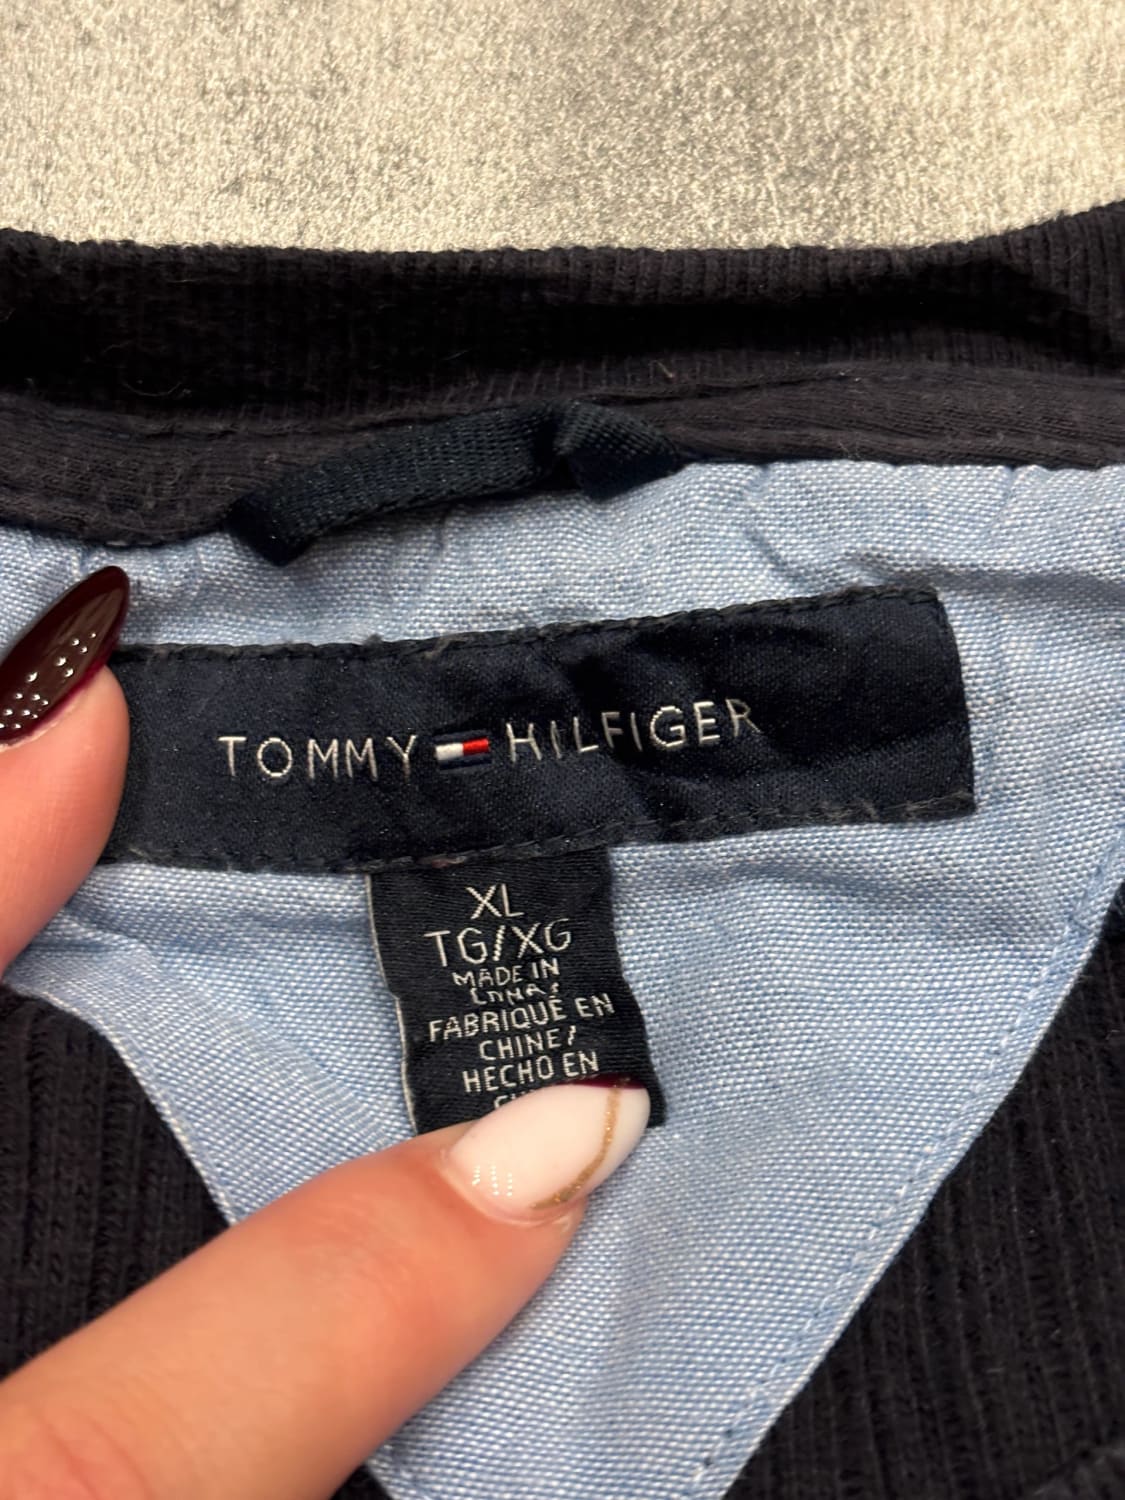 TOMMY HILFIGER
XL
TG/XG
MADE IN
CHINA/
FABRIQUÉ EN
CHINE/
HECHO EN